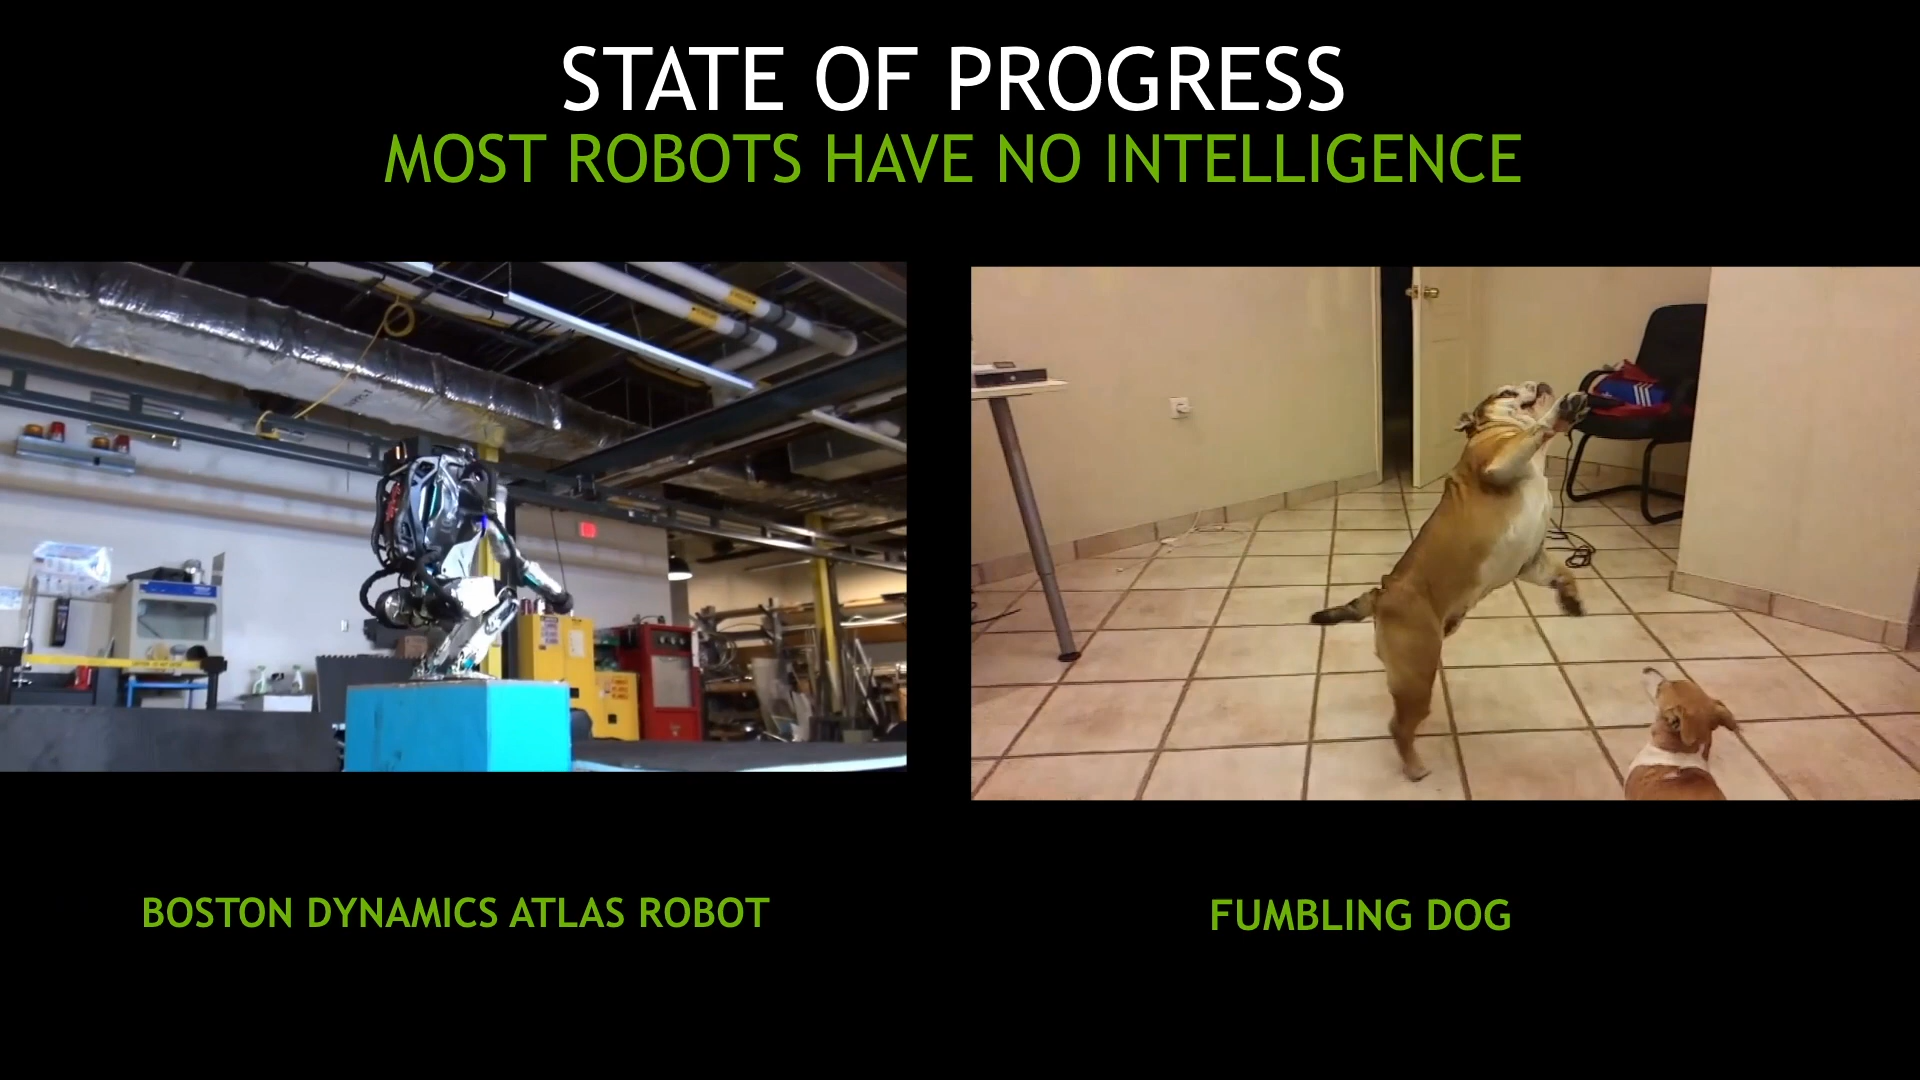 STATE OF PROGRESS
MOST ROBOTS HAVE NO INTELLIGENCE
BOSTON DYNAMICS ATLAS ROBOT
FUMBLING DOG